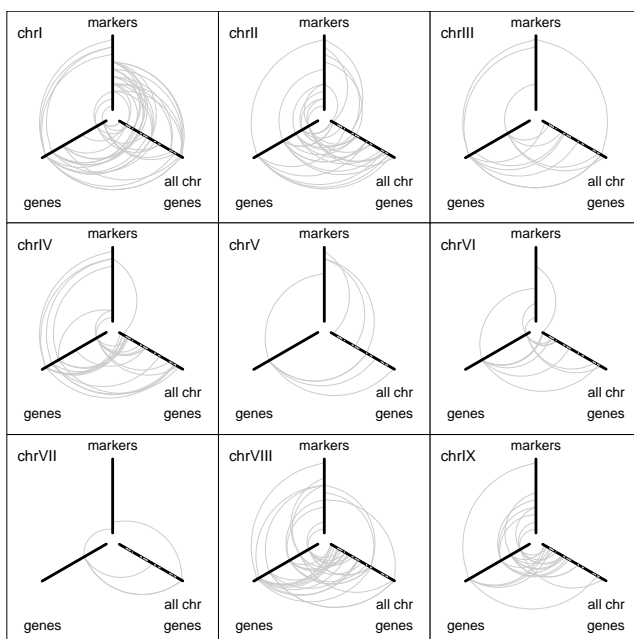 markers
chrI
all chr
genes
genes
markers
chrII
all chr
genes
genes
markers
chrIII
all chr
genes
genes
markers
chrIV
all chr
genes
genes
markers
chrV
all chr
genes
genes
markers
chrVI
all chr
genes
genes
markers
chrVII
all chr
genes
genes
markers
chrVIII
all chr
genes
genes
markers
chrIX
all chr
genes
genes